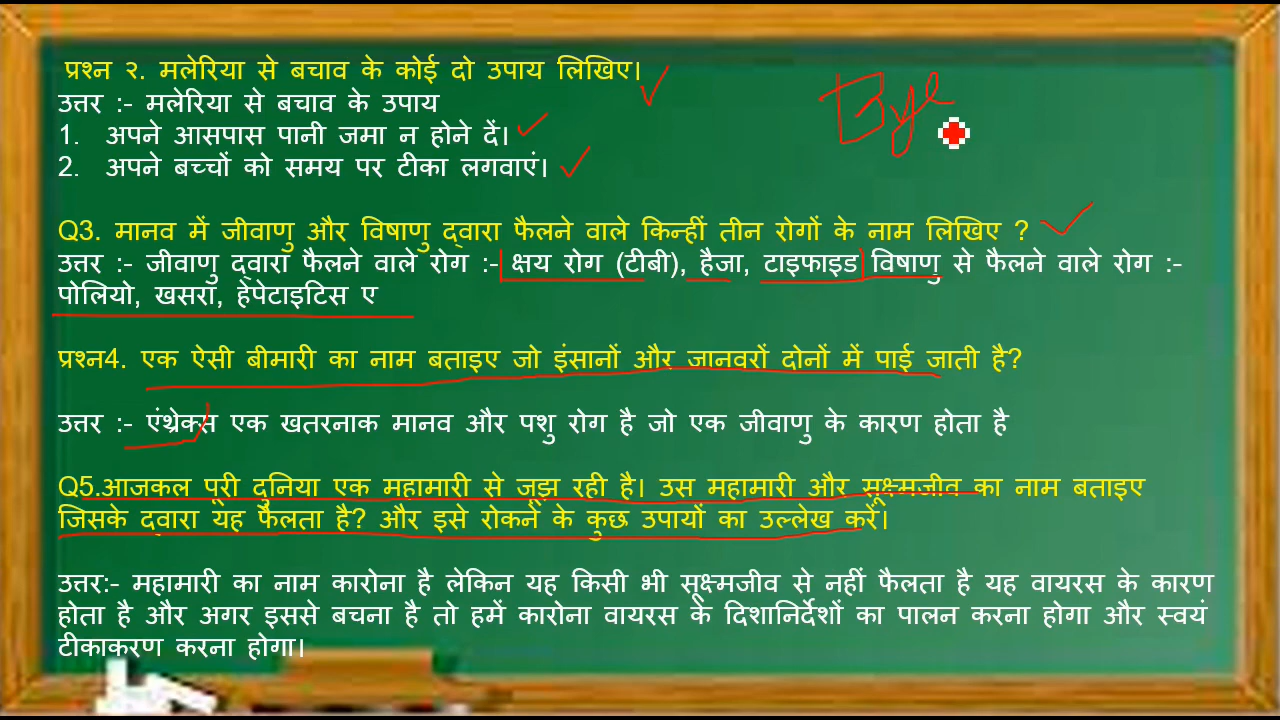 प्रश्न २. मलेरिया से बचाव के कोई दो उपाय लिखिए।
उत्तर :- मलेरिया से बचाव के उपाय
1. अपने आसपास पानी जमा न होने दें।
2. अपने बच्चों को समय पर टीका लगवाएं।
Bye
Q3. मानव में जीवाणु और विषाणु द्वारा फैलने वाले किन्हीं तीन रोगों के नाम लिखिए ?
उत्तर :- जीवाणु द्वारा फैलने वाले रोग :- क्षय रोग (टीबी), हैजा, टाइफाइड विषाणु से फैलने वाले रोग :-
पोलियो, खसरा, हेपेटाइटिस ए
प्रश्न4. एक ऐसी बीमारी का नाम बताइए जो इंसानों और जानवरों दोनों में पाई जाती है?
उत्तर :- एंथ्रेक्स एक खतरनाक मानव और पशु रोग है जो एक जीवाणु के कारण होता है
Q5.आजकल पूरी दुनिया एक महामारी से जूझ रही है। उस महामारी और सूक्ष्मजीव का नाम बताइए
जिसके द्वारा यह फैलता है? और इसे रोकने के कुछ उपायों का उल्लेख करें।
उत्तर:- महामारी का नाम कारोना है लेकिन यह किसी भी सूक्ष्मजीव से नहीं फैलता है यह वायरस के कारण
होता है और अगर इससे बचना है तो हमें कारोना वायरस के दिशानिर्देशों का पालन करना होगा और स्वयं
टीकाकरण करना होगा।